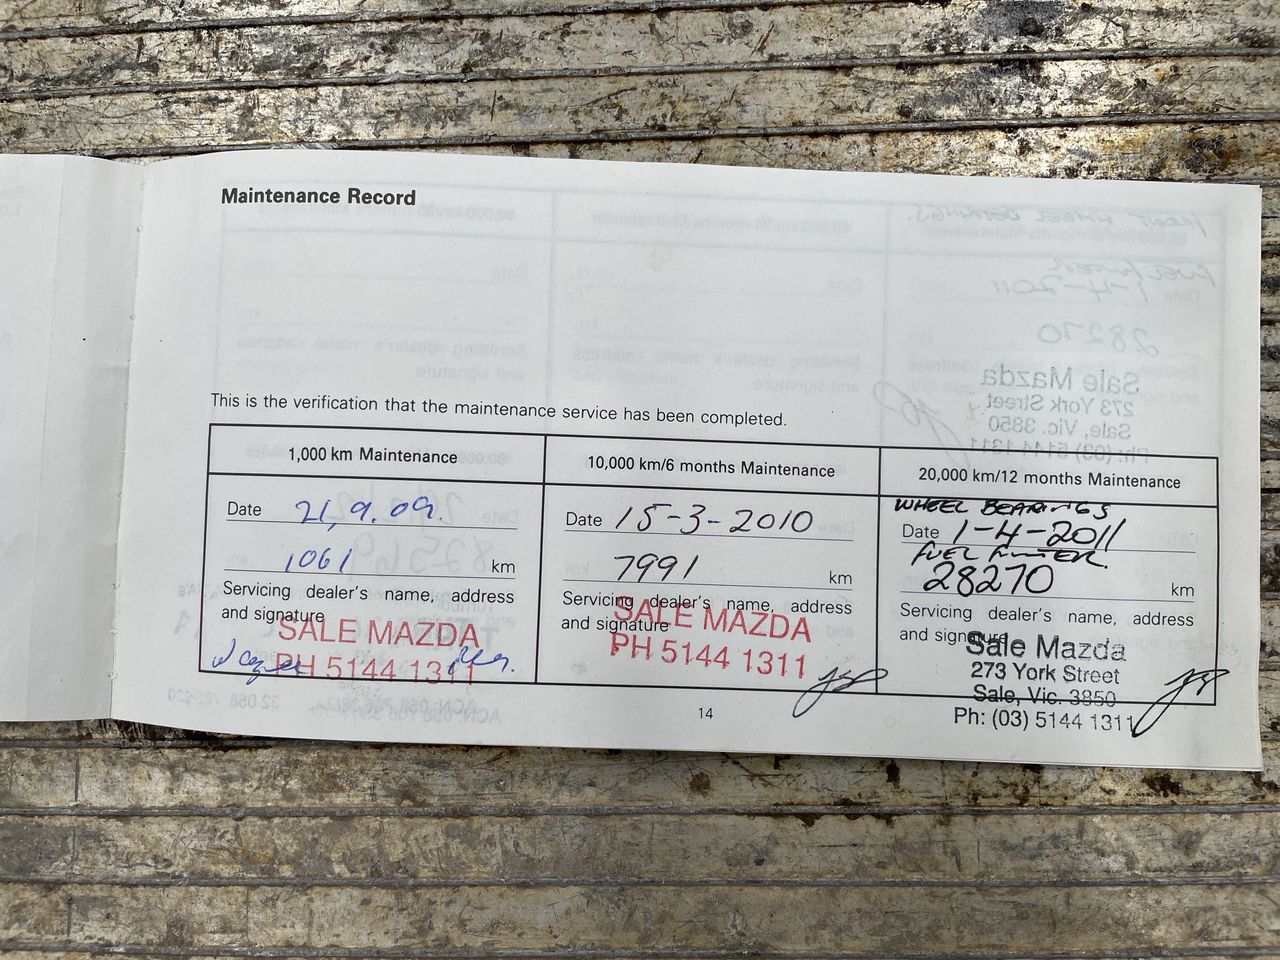 Maintenance Record
This is the verification that the maintenance service has been completed.
1,000 km Maintenance
Date 21,9.09.
1061 km
Servicing dealer's name, address
and signature
SALE MAZDA
PH 5144 1311
10,000 km/6 months Maintenance
Date 15-3-2010
7991 km
Servicing dealer's name, address
and signature
SALE MAZDA
PH 5144 1311
20,000 km/12 months Maintenance
WHEEL BEARINGS
Date 1-4-2011
FUEL FILTER
28270 km
Servicing dealer's name, address
and signature
Sale Mazda
273 York Street
Sale, Vic. 3850
Ph: (03) 5144 1311
14